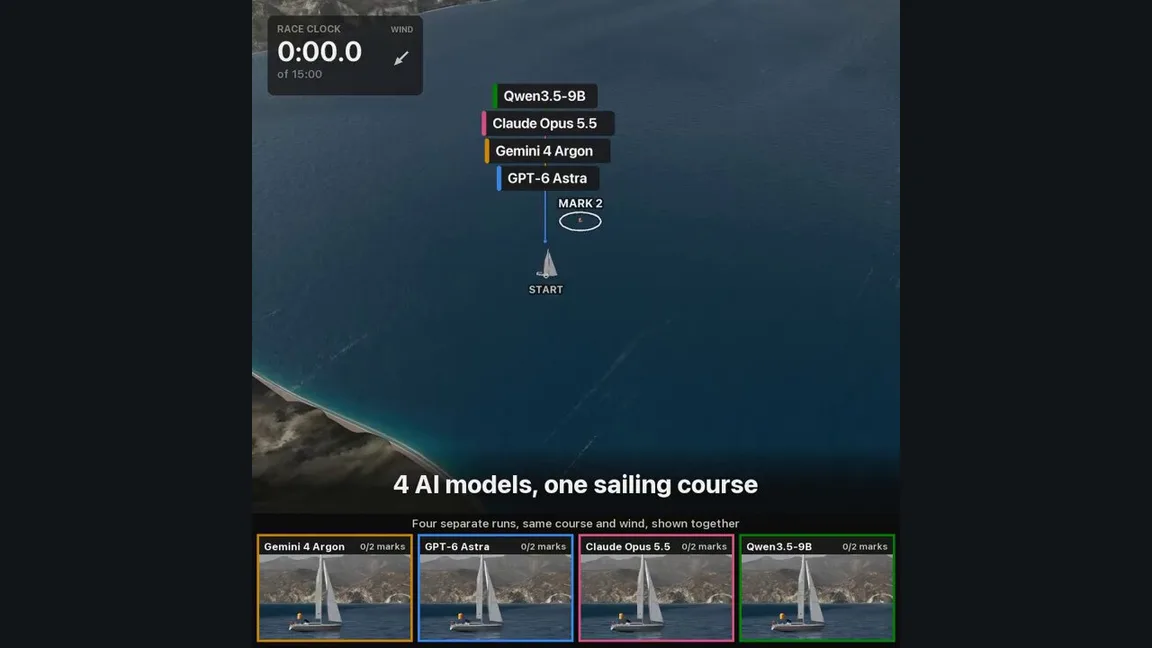 RACE CLOCK
WIND
0:00.0
of 15:00
Qwen3.5-9B
Claude Opus 5.5
Gemini 4 Argon
GPT-6 Astra
MARK 2
START
4 AI models, one sailing course
Four separate runs, same course and wind, shown together
Gemini 4 Argon 0/2 marks
GPT-6 Astra 0/2 marks
Claude Opus 5.5 0/2 marks
Qwen3.5-9B 0/2 marks